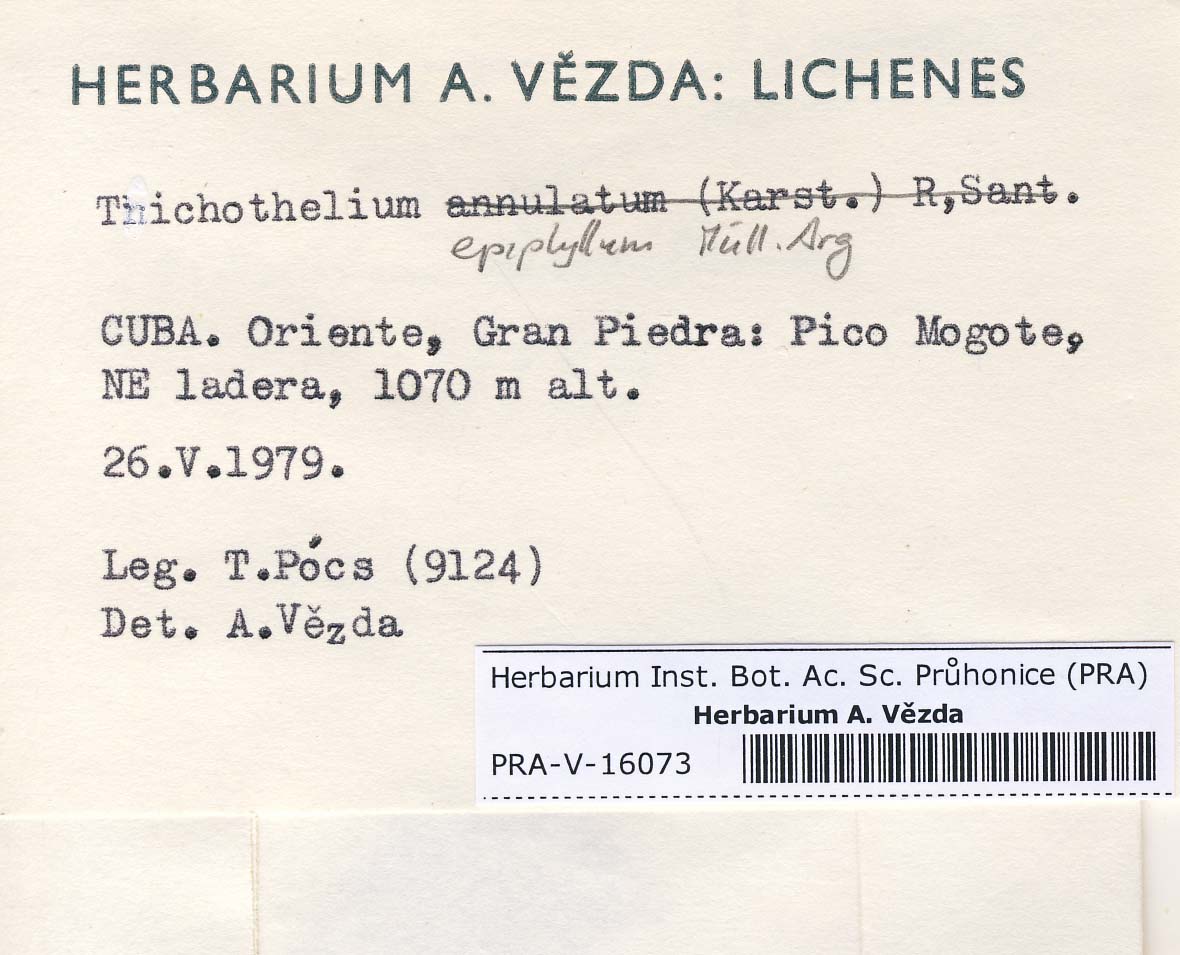 HERBARIUM A. VĚZDA: LICHENES
Thichothelium annulatum (Karst.) R,Sant.
epiphyllum Müll. Arg
CUBA. Oriente, Gran Piedra: Pico Mogote,
NE ladera, 1070 m alt.
26.V.1979.
Leg. T.Pócs (9124)
Det. A.Vězda
Herbarium Inst. Bot. Ac. Sc. Průhonice (PRA)
Herbarium A. Vězda
PRA-V-16073